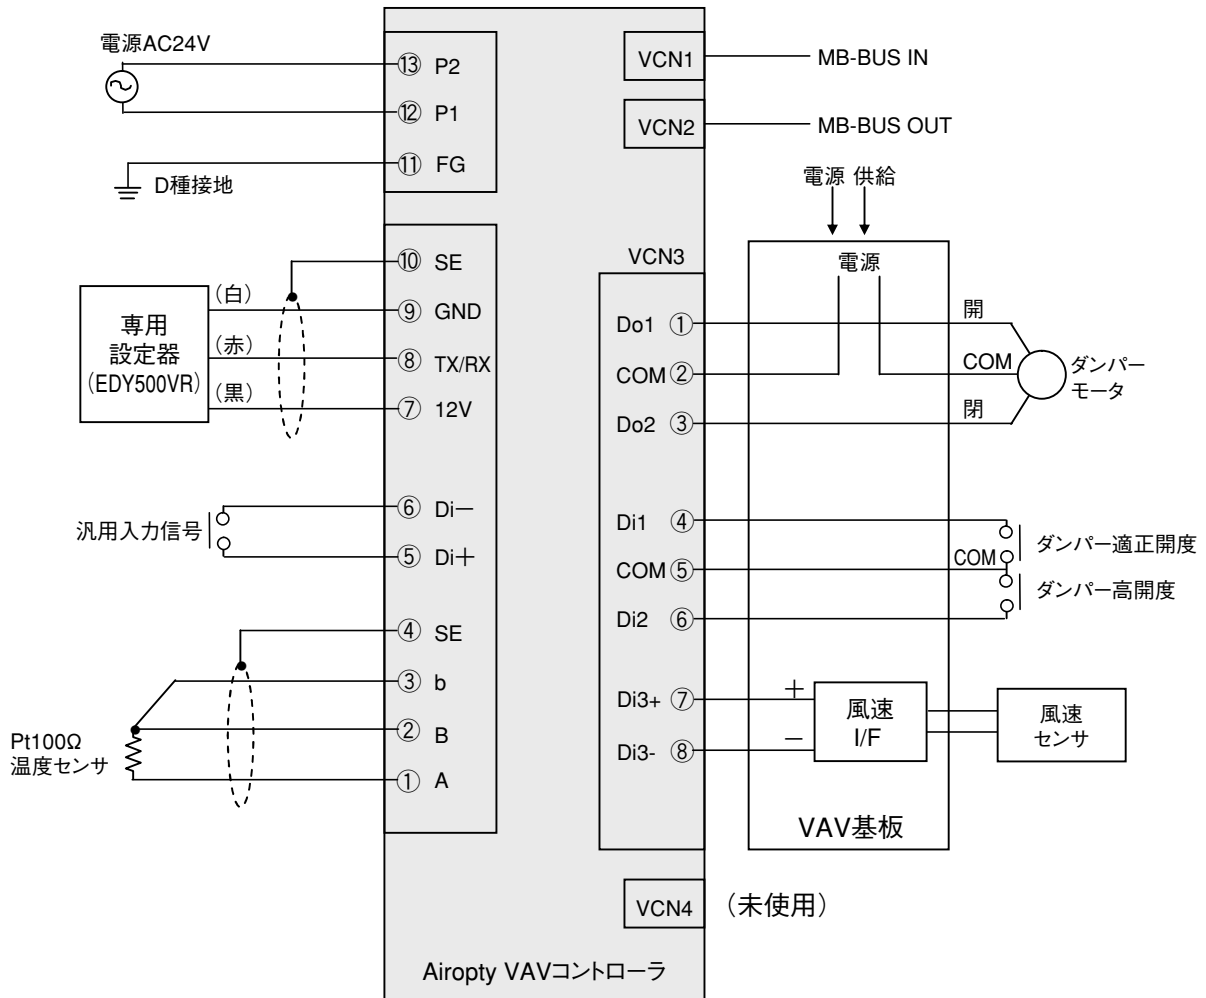 電源AC24V
⑬ P2
⑫ P1
⑪ FG
D種接地
⑩ SE
(白)
⑨ GND
専用
設定器
(EDY500VR)
(赤)
⑧ TX/RX
(黒)
⑦ 12V
⑥ Di−
汎用入力信号
⑤ Di+
④ SE
③ b
② B
Pt100Ω
温度センサ
① A
VCN1
MB-BUS IN
VCN2
MB-BUS OUT
電源 供給
VCN3
電源
Do1 ①
開
COM ②
COM
ダンパー
モータ
Do2 ③
閉
Di1 ④
ダンパー適正開度
COM ⑤
COM
ダンパー高開度
Di2 ⑥
Di3+ ⑦
+
風速
I/F
風速
センサ
Di3- ⑧
−
VAV基板
VCN4
(未使用)
Airopty VAVコントローラ